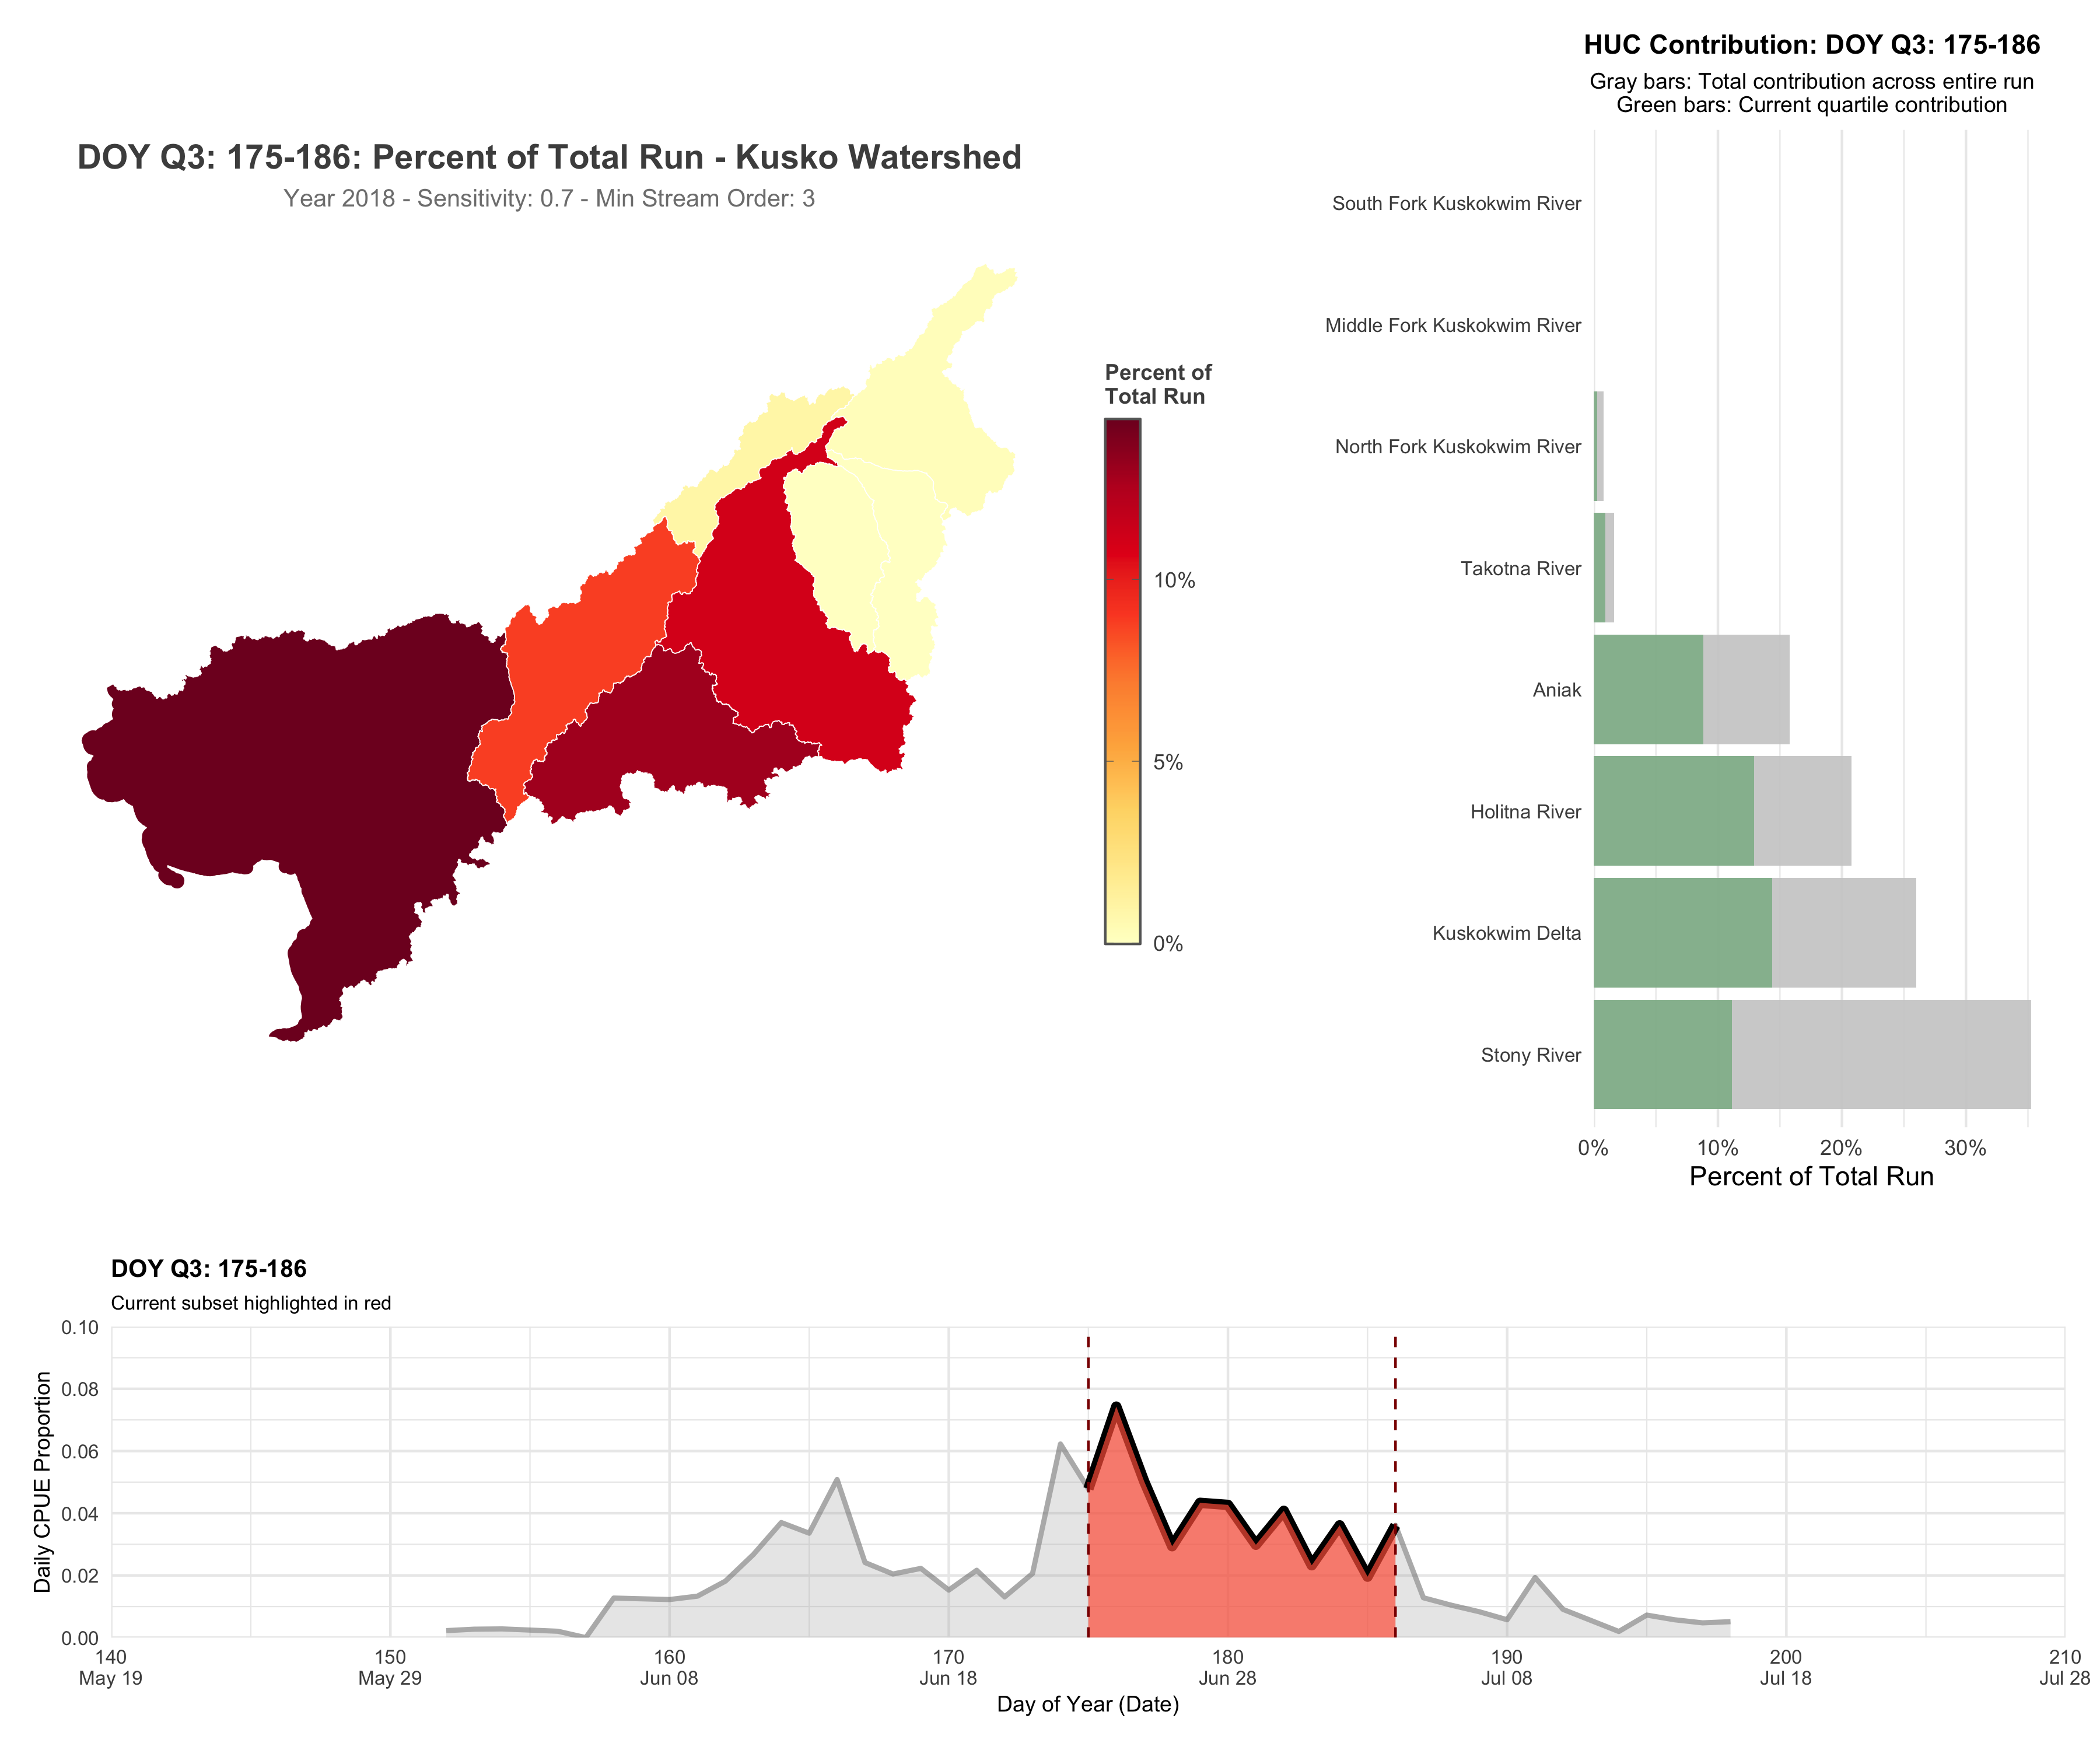 HUC Contribution: DOY Q3: 175-186
Gray bars: Total contribution across entire run
Green bars: Current quartile contribution
DOY Q3: 175-186: Percent of Total Run - Kusko Watershed
Year 2018 - Sensitivity: 0.7 - Min Stream Order: 3
Percent of
Total Run
10%
5%
0%
South Fork Kuskokwim River
Middle Fork Kuskokwim River
North Fork Kuskokwim River
Takotna River
Aniak
Holitna River
Kuskokwim Delta
Stony River
0% 10% 20% 30%
Percent of Total Run
DOY Q3: 175-186
Current subset highlighted in red
Daily CPUE Proportion
0.10
0.08
0.06
0.04
0.02
0.00
140 150 160 170 180 190 200 210
May 19 May 29 Jun 08 Jun 18 Jun 28 Jul 08 Jul 18 Jul 28
Day of Year (Date)